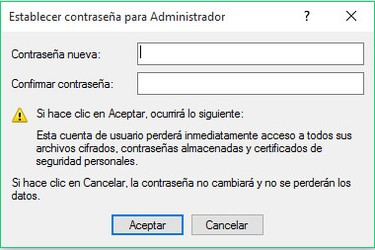 Establecer contraseña para Administrador
Contraseña nueva:
Confirmar contraseña:
Si hace clic en Aceptar, ocurrirá lo siguiente:
Esta cuenta de usuario perderá inmediatamente acceso a todos sus
archivos cifrados, contraseñas almacenadas y certificados de
seguridad personales.
Si hace clic en Cancelar, la contraseña no cambiará y no se perderán los
datos.
Aceptar
Cancelar